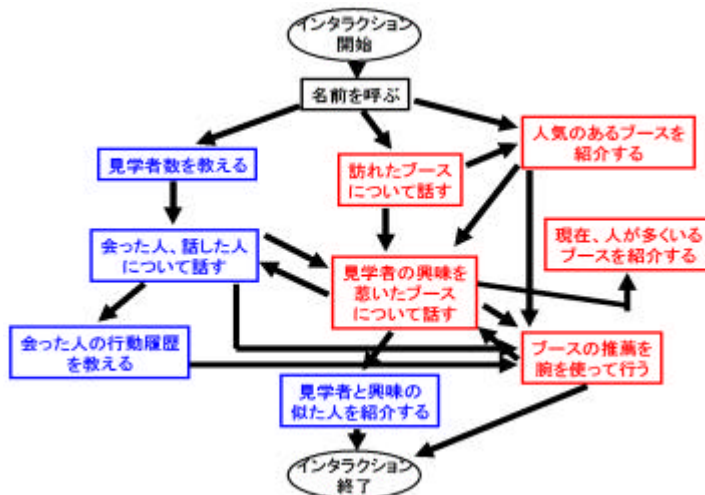 インタラクション
開始
名前を呼ぶ
人気のあるブースを
紹介する
見学者数を教える
訪れたブース
について話す
会った人、話した人
について話す
見学者の興味を
惹いたブース
について話す
現在、人が多くいる
ブースを紹介する
会った人の行動履歴
を教える
ブースの推薦を
腕を使って行う
見学者と興味の
似た人を紹介する
インタラクション
終了